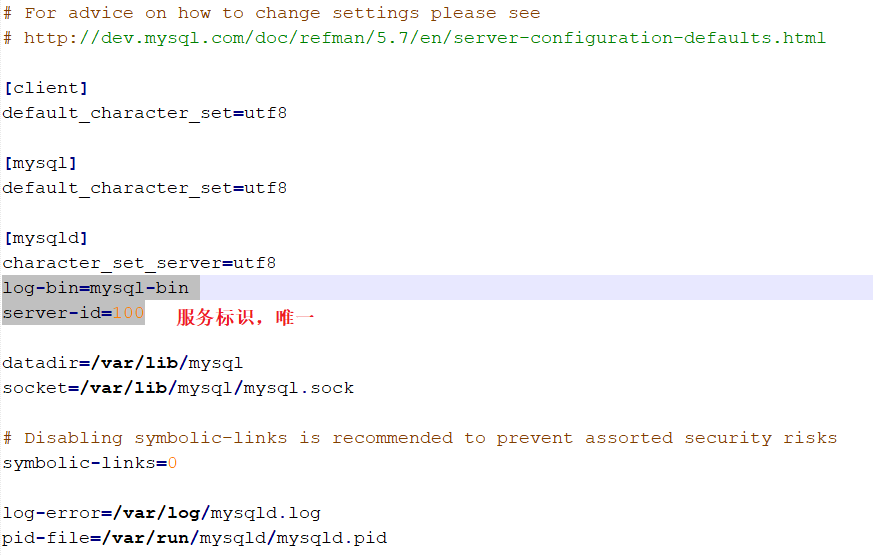 # For advice on how to change settings please see
# http://dev.mysql.com/doc/refman/5.7/en/server-configuration-defaults.html
[client]
default_character_set=utf8
[mysql]
default_character_set=utf8
[mysqld]
character_set_server=utf8
log-bin=mysql-bin
server-id=100 服务标识，唯一
datadir=/var/lib/mysql
socket=/var/lib/mysql/mysql.sock
# Disabling symbolic-links is recommended to prevent assorted security risks
symbolic-links=0
log-error=/var/log/mysqld.log
pid-file=/var/run/mysqld/mysqld.pid